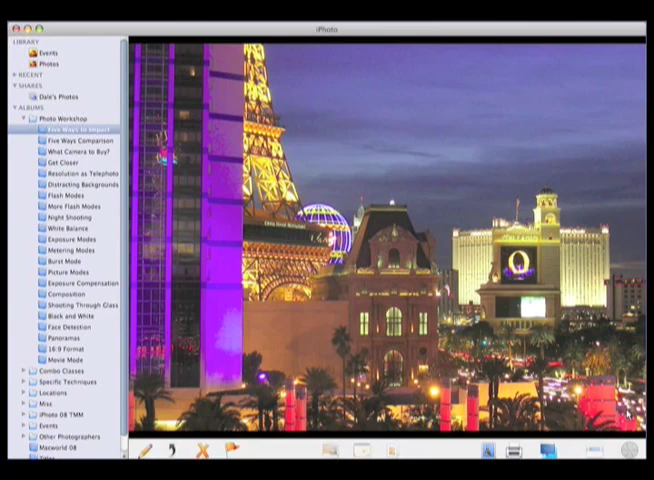 iPhoto
LIBRARY
Events
Photos
RECENT
SHARES
Dale's Photos
ALBUMS
Photo Workshop
Five Ways to Import
Five Ways Comparison
What Camera to Buy?
Get Closer
Resolution as Telephoto
Distracting Backgrounds
Flash Modes
More Flash Modes
Night Shooting
White Balance
Exposure Modes
Metering Modes
Burst Mode
Picture Modes
Exposure Compensation
Composition
Shooting Through Glass
Black and White
Face Detection
Panoramas
16:9 Format
Movie Mode
Combo Classes
Specific Techniques
Locations
Misc
iPhoto 08 TMM
Events
Other Photographers
Macworld 08
O